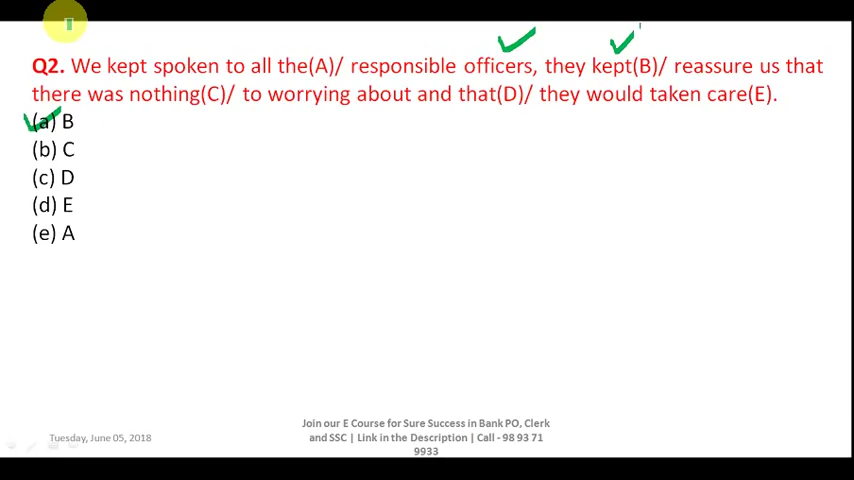 Q2. We kept spoken to all the(A)/ responsible officers, they kept(B)/ reassure us that
there was nothing(C)/ to worrying about and that(D)/ they would taken care(E).
(a) B
(b) C
(c) D
(d) E
(e) A
Join our E Course for Sure Success in Bank PO, Clerk
Tuesday, June 05, 2018
and SSC | Link in the Description | Call - 98 93 71
9933